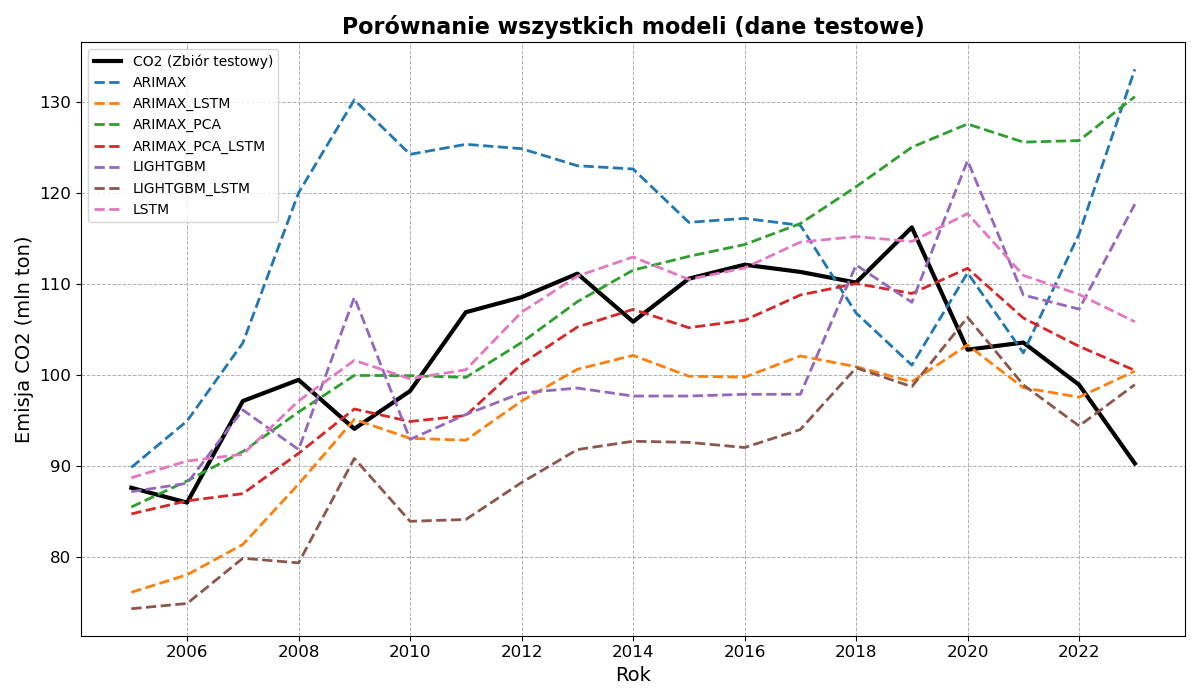 Porównanie wszystkich modeli (dane testowe)
CO2 (Zbiór testowy)
ARIMAX
ARIMAX_LSTM
ARIMAX_PCA
ARIMAX_PCA_LSTM
LIGHTGBM
LIGHTGBM_LSTM
LSTM
Emisja CO2 (mln ton)
130
120
110
100
90
80
2006 2008 2010 2012 2014 2016 2018 2020 2022
Rok